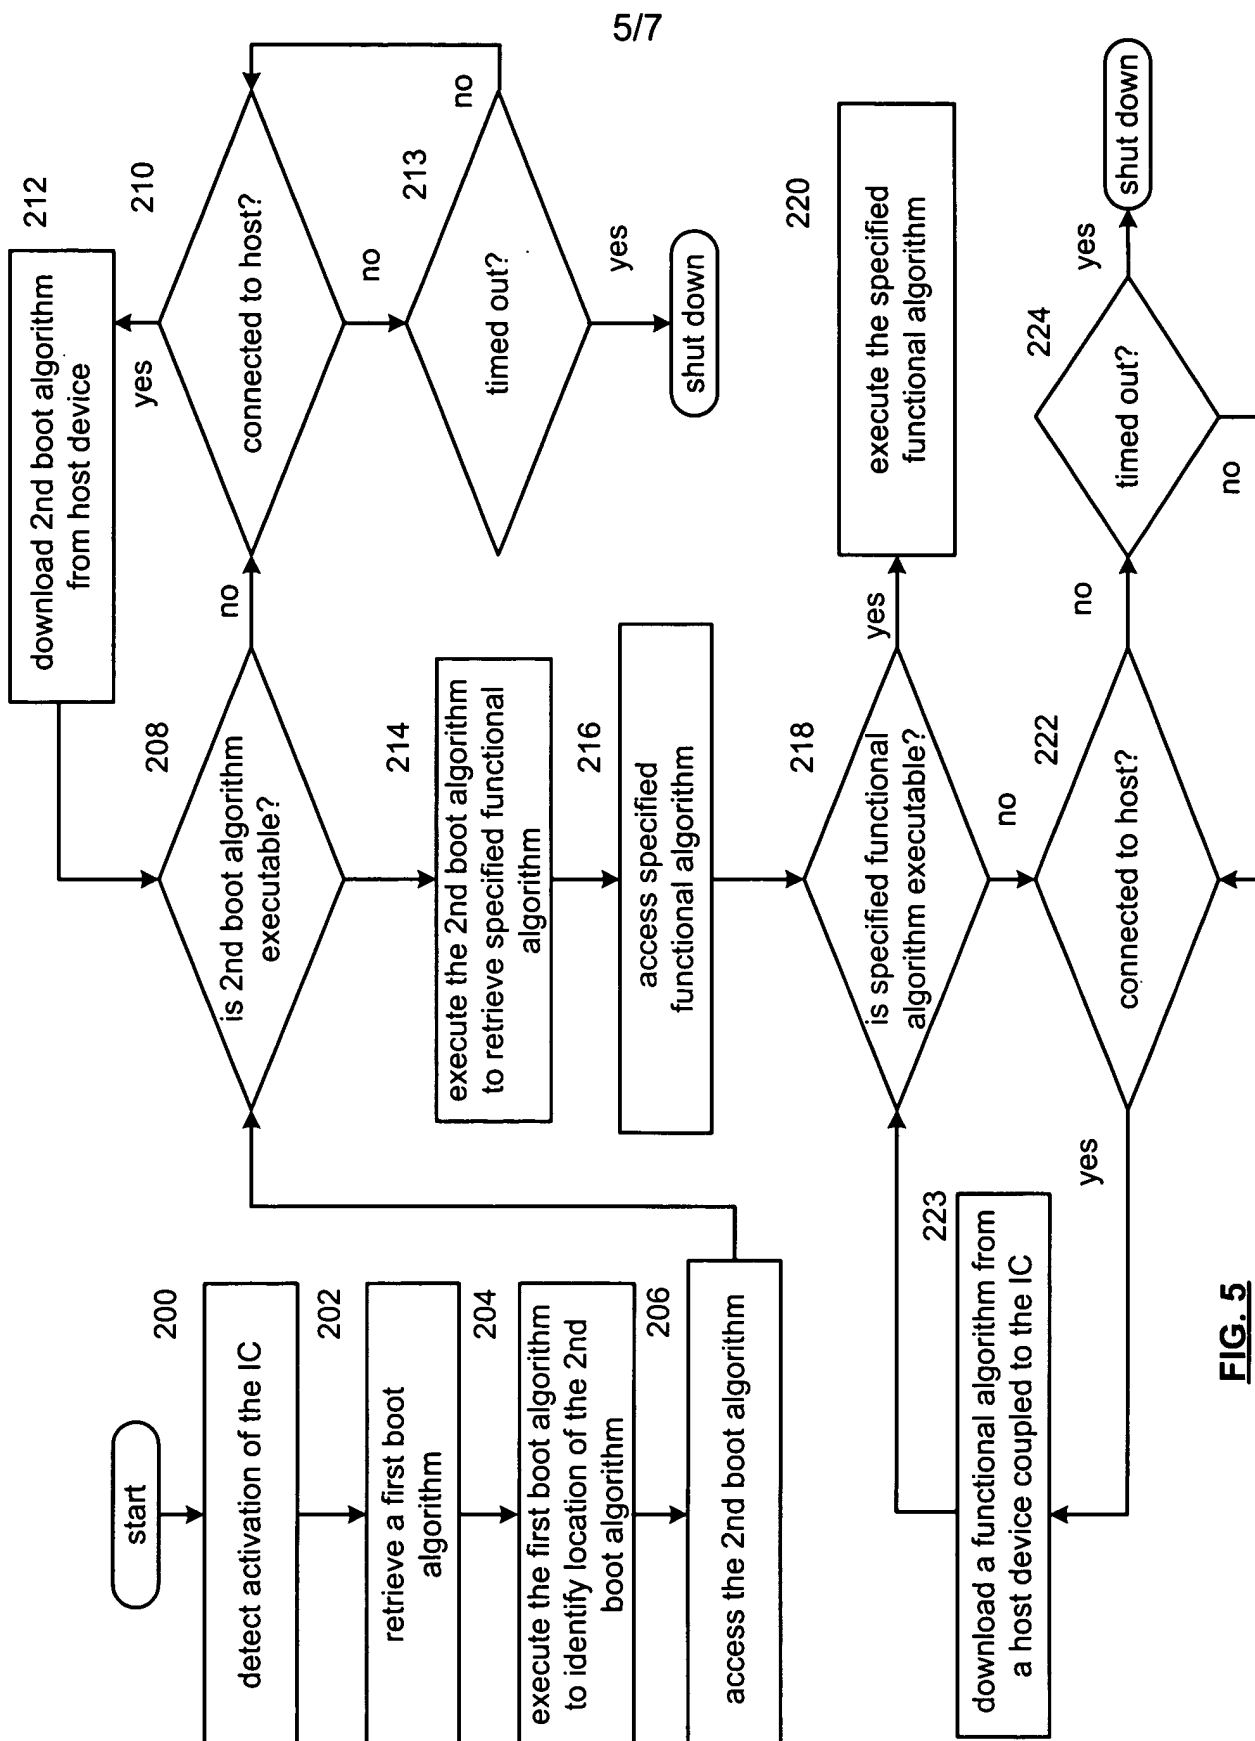 5/7
start
200
detect activation of the IC
202
retrieve a first boot
algorithm
204
execute the first boot algorithm
to identify location of the 2nd
boot algorithm
206
access the 2nd boot algorithm
208
is 2nd boot algorithm
executable?
no
210
connected to host?
yes
212
download 2nd boot algorithm
from host device
no
213
timed out?
no
yes
shut down
214
execute the 2nd boot algorithm
to retrieve specified functional
algorithm
216
access specified
functional algorithm
218
is specified functional
algorithm executable?
yes
220
execute the specified
functional algorithm
no
222
connected to host?
yes
223
download a functional algorithm from
a host device coupled to the IC
no
224
timed out?
yes
shut down
no
FIG. 5